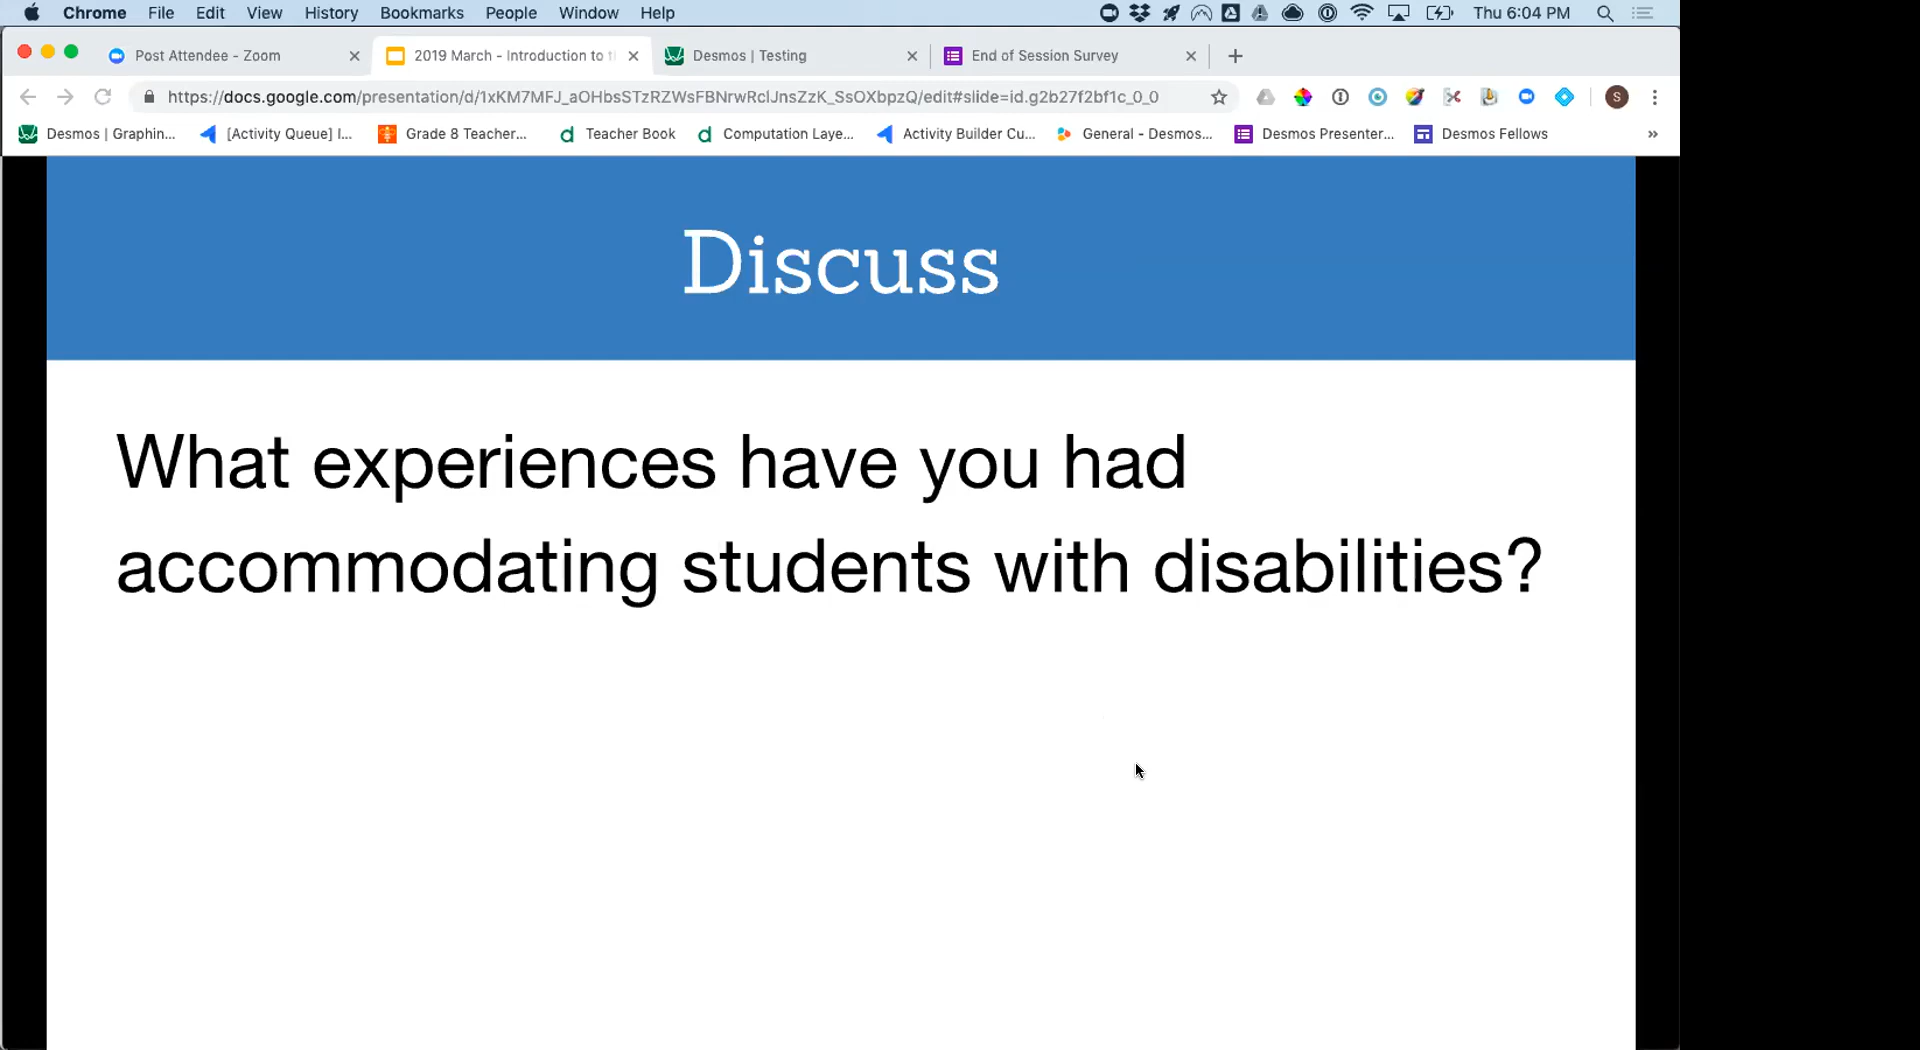 Chrome File Edit View History Bookmarks People Window Help Thu 6:04 PM
Post Attendee - Zoom 2019 March - Introduction to t Desmos | Testing End of Session Survey
https://docs.google.com/presentation/d/1xKM7MFJ_aOHbsSTzRZWsFBNrwRclJnsZzK_SsOXbpzQ/edit#slide=id.g2b27f2bf1c_0_0 S
Desmos | Graphin... [Activity Queue] I... Grade 8 Teacher... Teacher Book Computation Laye... Activity Builder Cu... General - Desmos... Desmos Presenter... Desmos Fellows »
Discuss
What experiences have you had
accommodating students with disabilities?